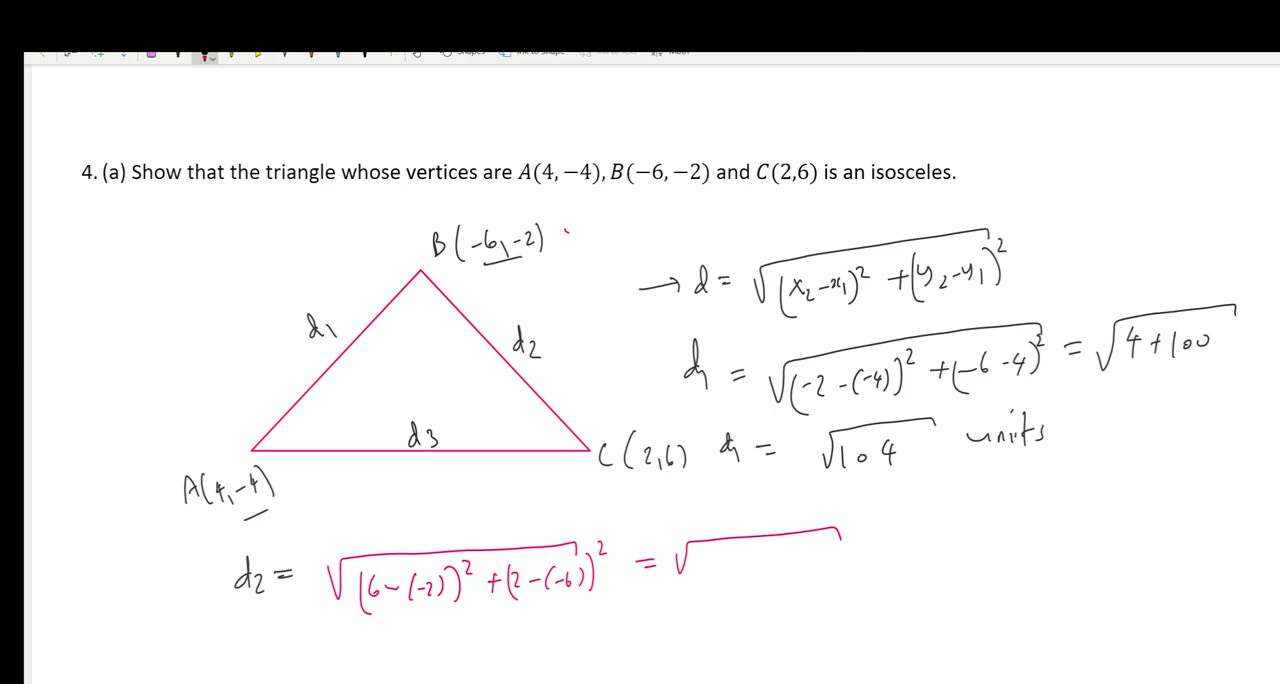 4. (a) Show that the triangle whose vertices are A(4, −4), B(−6, −2) and C(2,6) is an isosceles.
B(-6,-2)
→ d = √(x₂-x₁)² + (y₂-y₁)²
d₁
d₂
d₁ = √(-2-(-4))² + (-6-4)² = √4+100
d₃
C(2,6)
d₁ = √104 units
A(4,-4)
d₂ = √(6-(-2))² + (2-(-6))² = √